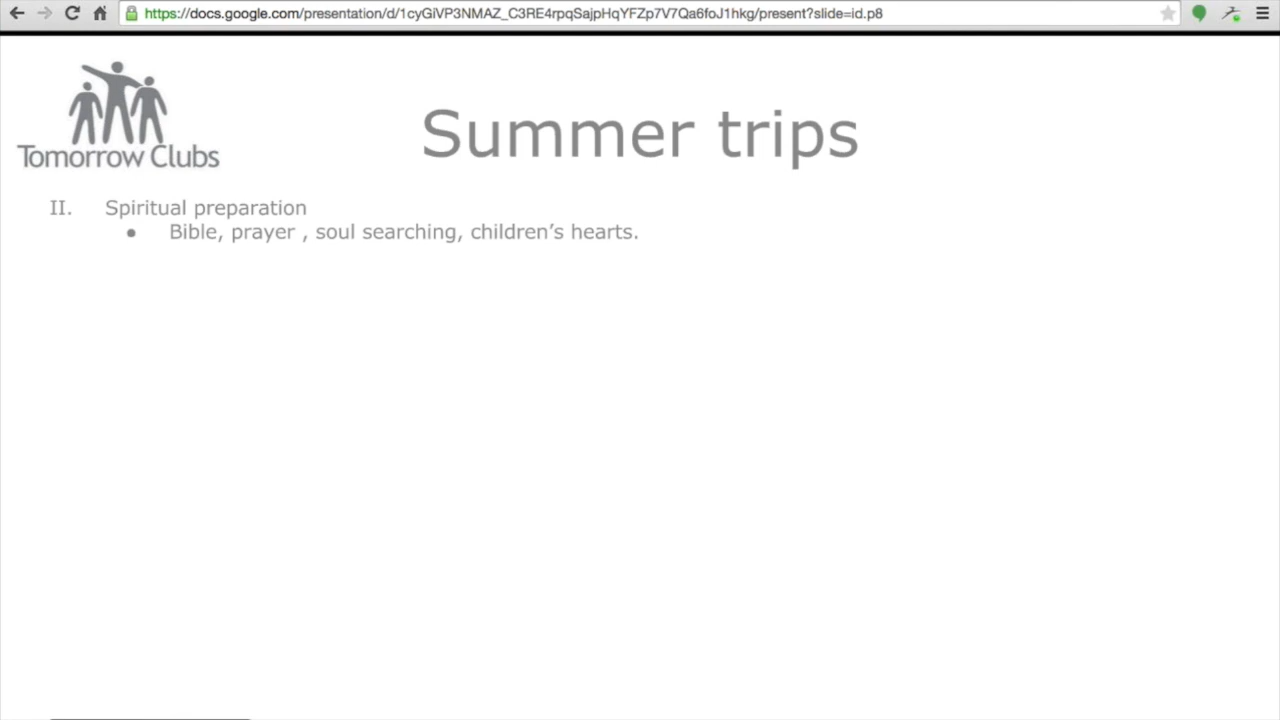 https://docs.google.com/presentation/d/1cyGiVP3NMAZ_C3RE4rpqSajpHqYFZp7V7Qa6foJ1hkg/present?slide=id.p8
Tomorrow Clubs
Summer trips
II. Spiritual preparation
● Bible, prayer , soul searching, children’s hearts.